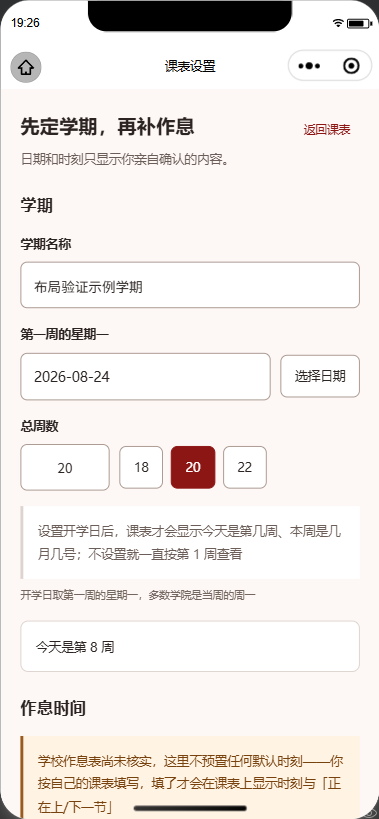 19:26
课表设置
先定学期，再补作息
返回课表
日期和时刻只显示你亲自确认的内容。
学期
学期名称
布局验证示例学期
第一周的星期一
2026-08-24
选择日期
总周数
20
18
20
22
设置开学日后，课表才会显示今天是第几周、本周是几
月几号；不设置就一直按第 1 周查看
开学日取第一周的星期一，多数学院是当周的周一
今天是第 8 周
作息时间
学校作息表尚未核实，这里不预置任何默认时刻——你
按自己的课表填写，填了才会在课表上显示时刻与「正
在上/下一节」